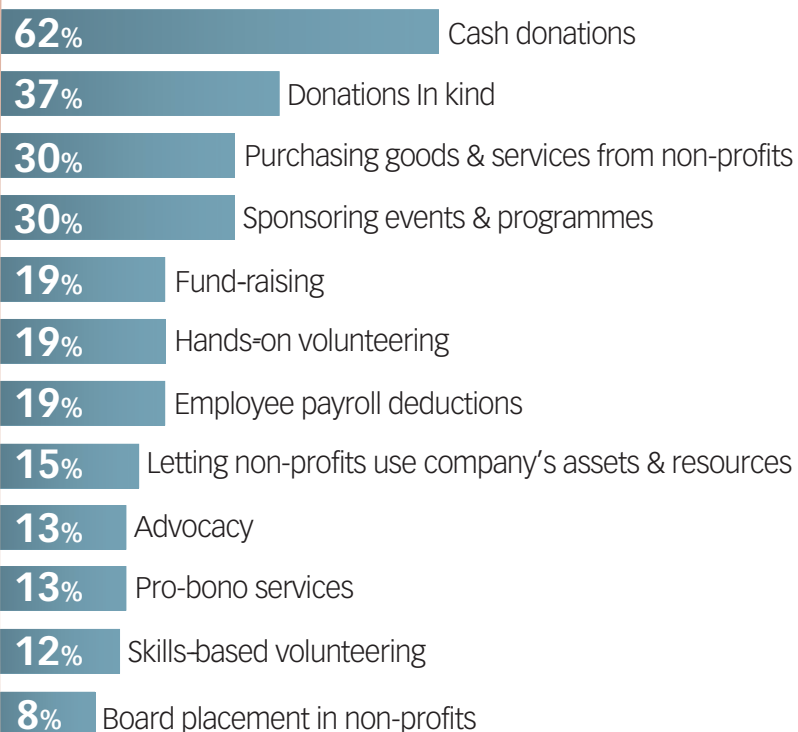 62% Cash donations
37% Donations In kind
30% Purchasing goods & services from non-profits
30% Sponsoring events & programmes
19% Fund-raising
19% Hands-on volunteering
19% Employee payroll deductions
15% Letting non-profits use company’s assets & resources
13% Advocacy
13% Pro-bono services
12% Skills-based volunteering
8% Board placement in non-profits